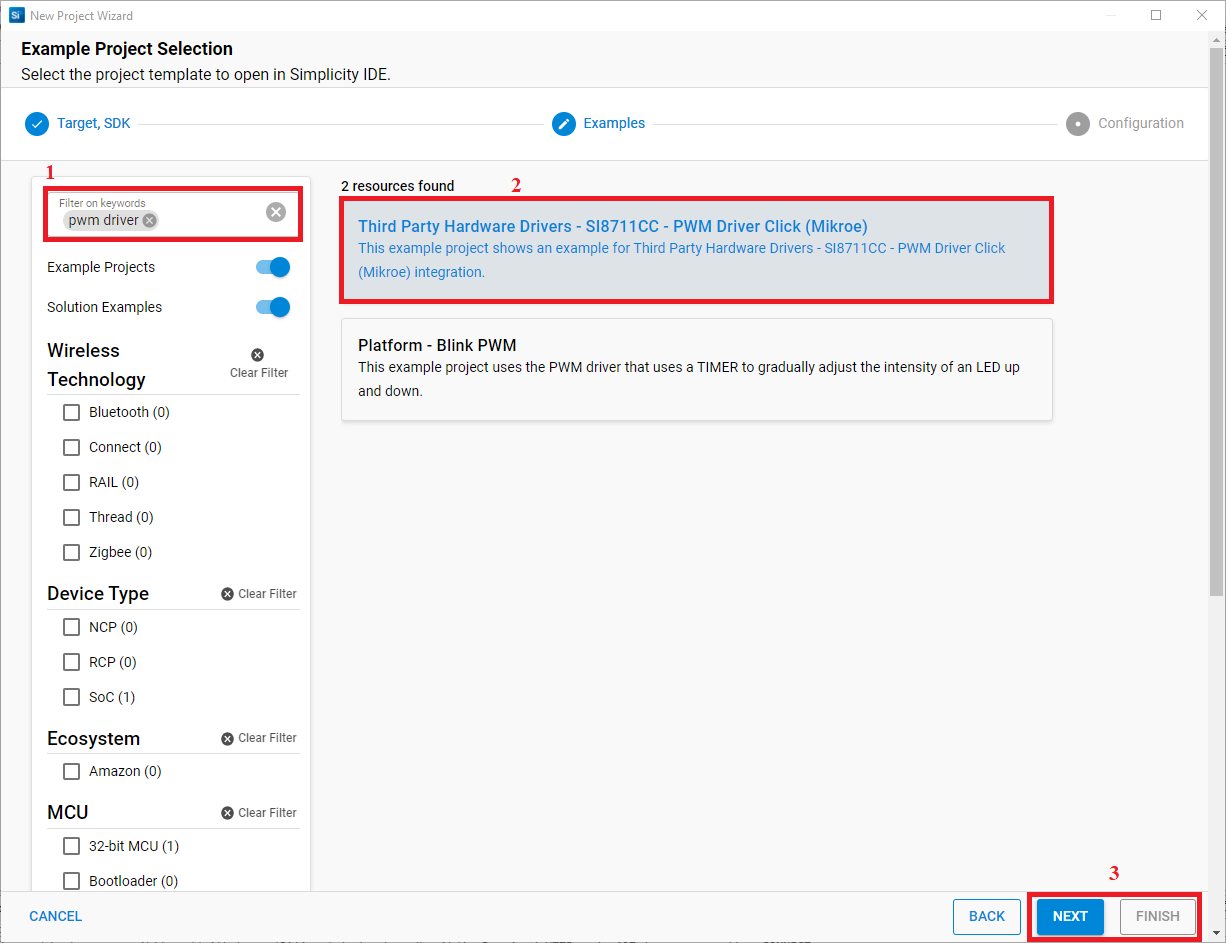 Si New Project Wizard
Example Project Selection
Select the project template to open in Simplicity IDE.
Target, SDK
Examples
Configuration
1
Filter on keywords
pwm driver
Example Projects
Solution Examples
Wireless
Technology
Clear Filter
Bluetooth (0)
Connect (0)
RAIL (0)
Thread (0)
Zigbee (0)
Device Type
Clear Filter
NCP (0)
RCP (0)
SoC (1)
Ecosystem
Clear Filter
Amazon (0)
MCU
Clear Filter
32-bit MCU (1)
Bootloader (0)
2 resources found
2
Third Party Hardware Drivers - SI8711CC - PWM Driver Click (Mikroe)
This example project shows an example for Third Party Hardware Drivers - SI8711CC - PWM Driver Click
(Mikroe) integration.
Platform - Blink PWM
This example project uses the PWM driver that uses a TIMER to gradually adjust the intensity of an LED up
and down.
3
CANCEL
BACK
NEXT
FINISH